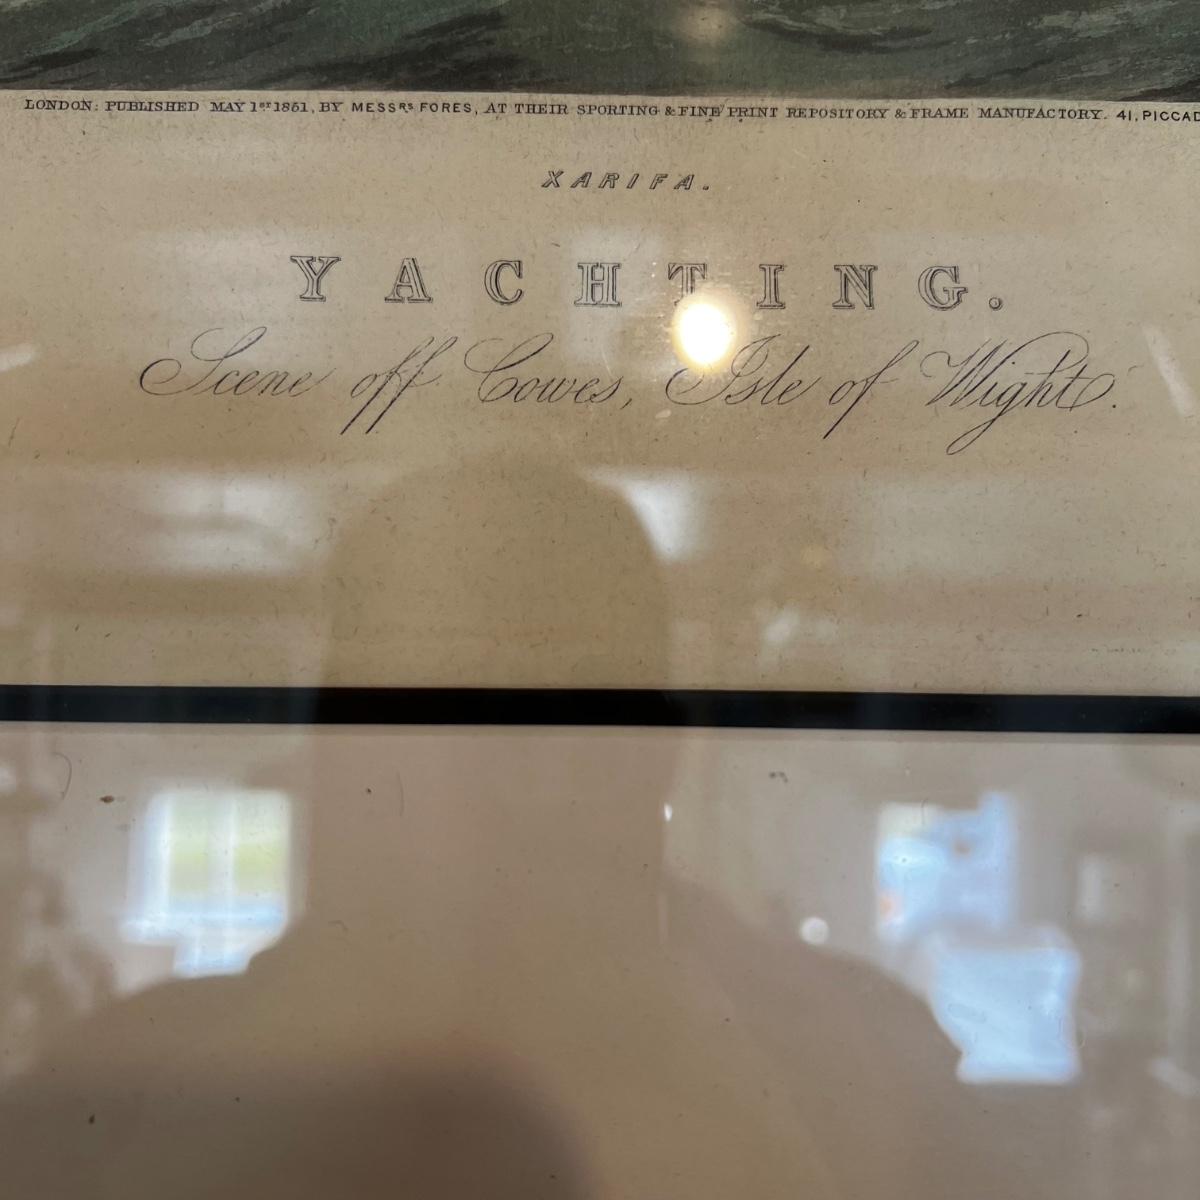 LONDON: PUBLISHED MAY 1ST 1851, BY MESSRS FORES, AT THEIR SPORTING & FINE PRINT REPOSITORY & FRAME MANUFACTORY. 41, PICCAD
XARIFA.
YACHTING.
Scene off Cowes, Isle of Wight.